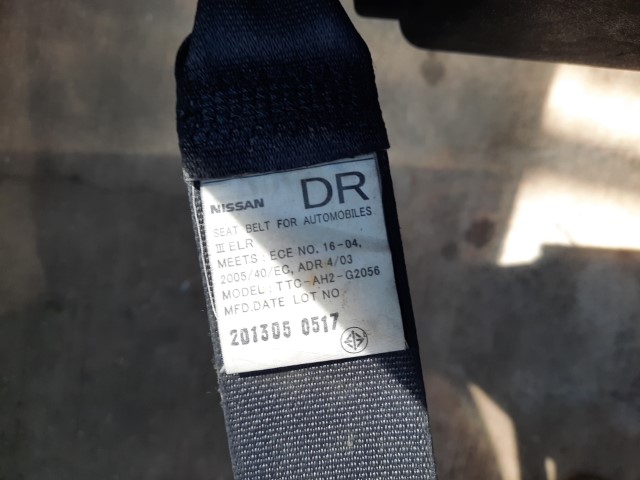 NISSAN DR
SEAT BELT FOR AUTOMOBILES
Ⅲ ELR
MEETS : ECE NO. 16-04,
2005/40/EC, ADR 4/03
MODEL : TTC-AH2-G2056
MFD.DATE LOT NO.
201305 0517